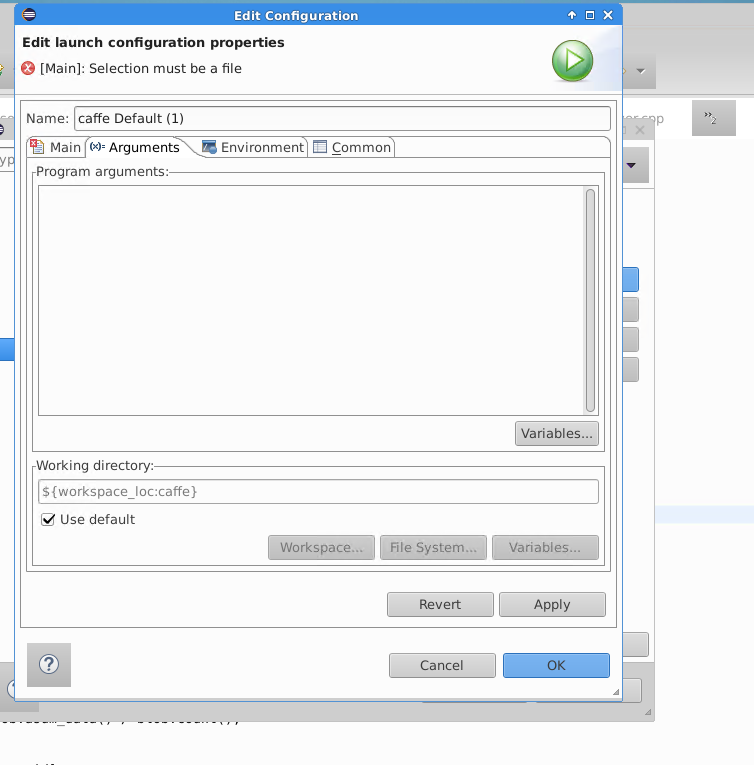 Edit Configuration
Edit launch configuration properties
[Main]: Selection must be a file
Name: caffe Default (1)
Main (x)= Arguments Environment Common
Program arguments:
Variables...
Working directory:
${workspace_loc:caffe}
Use default
Workspace... File System... Variables...
Revert Apply
Cancel OK